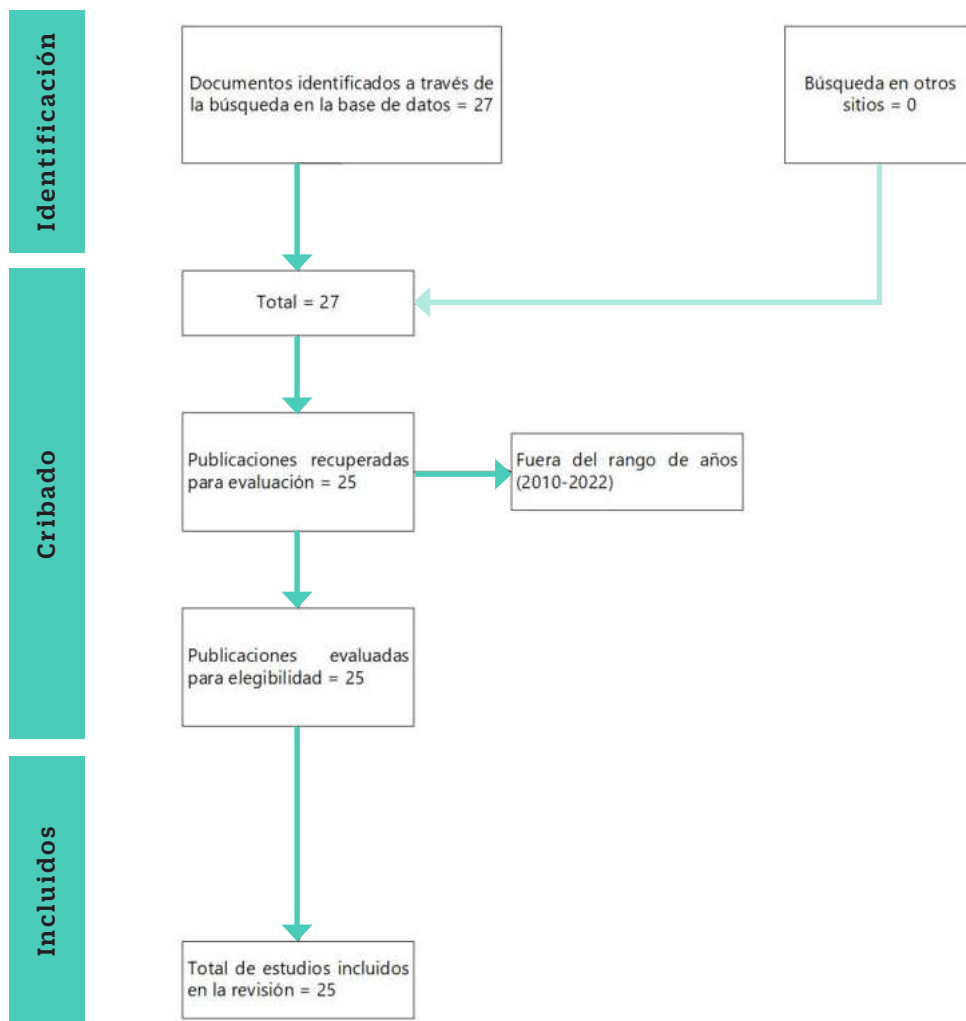 Identificación
Documentos identificados a través de
la búsqueda en la base de datos = 27
Búsqueda en otros
sitios = 0
Cribado
Total = 27
Publicaciones recuperadas
para evaluación = 25
Fuera del rango de años
(2010-2022)
Publicaciones evaluadas
para elegibilidad = 25
Incluidos
Total de estudios incluidos
en la revisión = 25